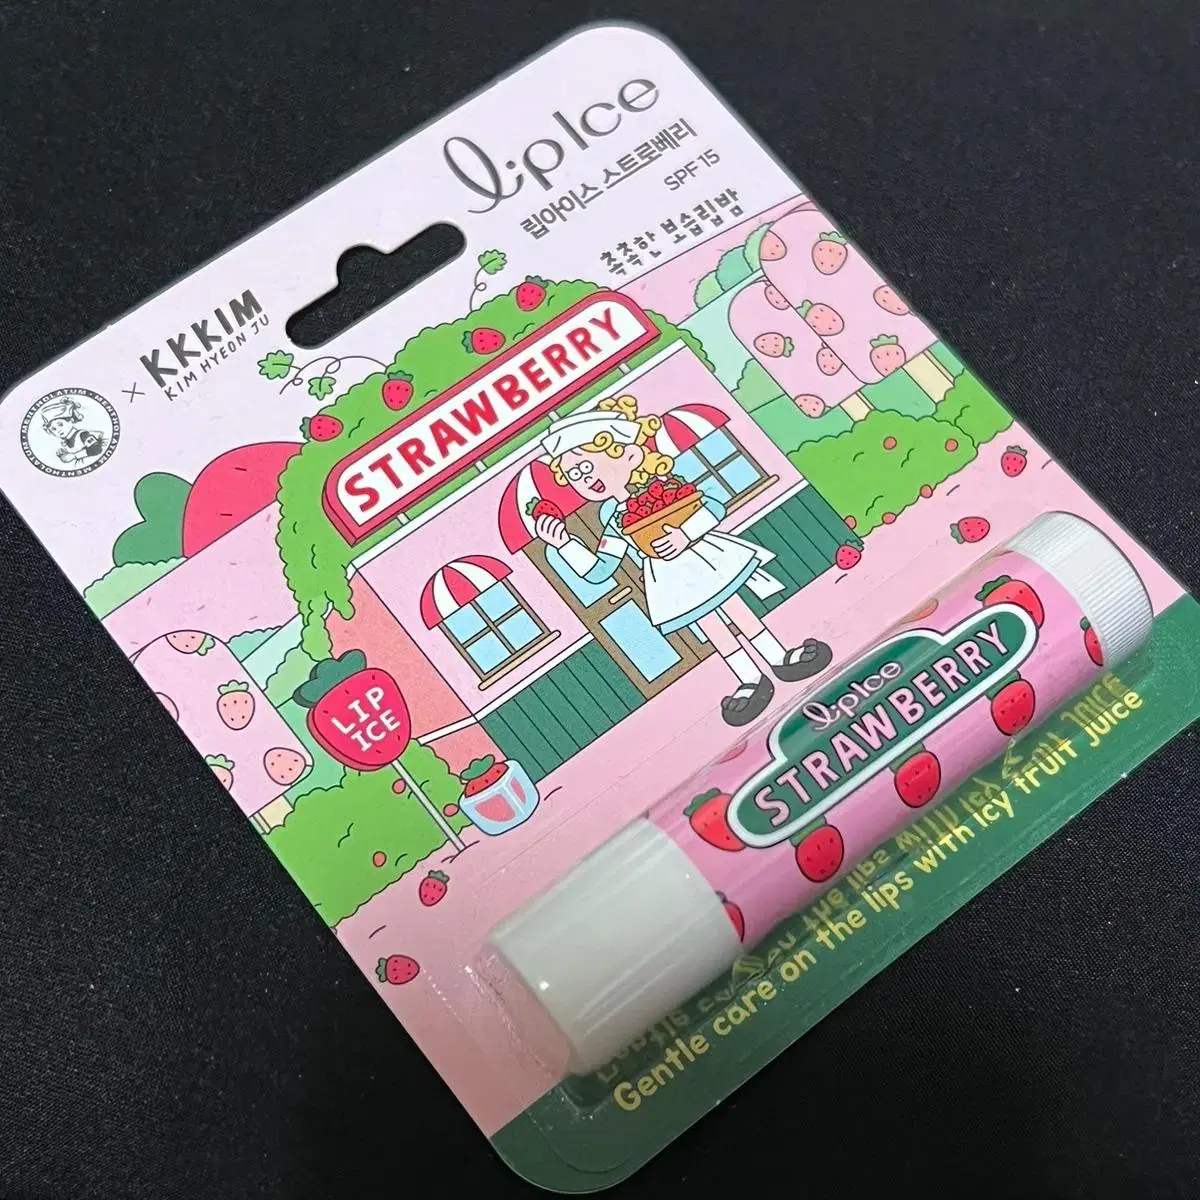 LipIce
립아이스 스트로베리
SPF 15
촉촉한 보습립밤
MENTHOLATUM · MENTHOLATUM · MENTHOLATUM
×
KKKIM
KIM HYEON JU
STRAWBERRY
LIP
ICE
LipIce
STRAWBERRY
Gentle care on the lips with icy fruit juice